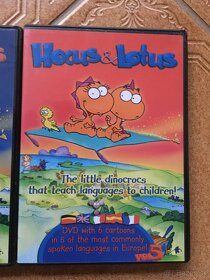 Hocus & Lotus
The little dinocrocs
that teach languages to children!
DVD with 6 cartoons
in 5 of the most commonly
spoken languages in Europe!